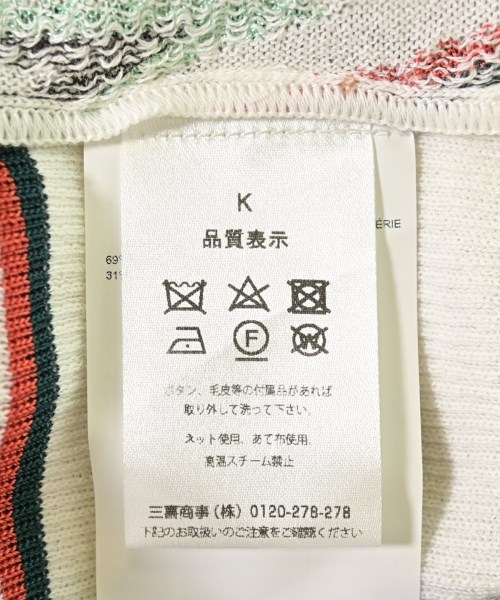 K
品質表示
ÉRIE
69%
31%
F
W
ボタン、毛皮等の付属品があれば
取り外して洗って下さい。
ネット使用、あて布使用。
高温スチーム禁止
三喜商事(株) 0120-278-278
下記のお取扱いのご注意をご確認ください